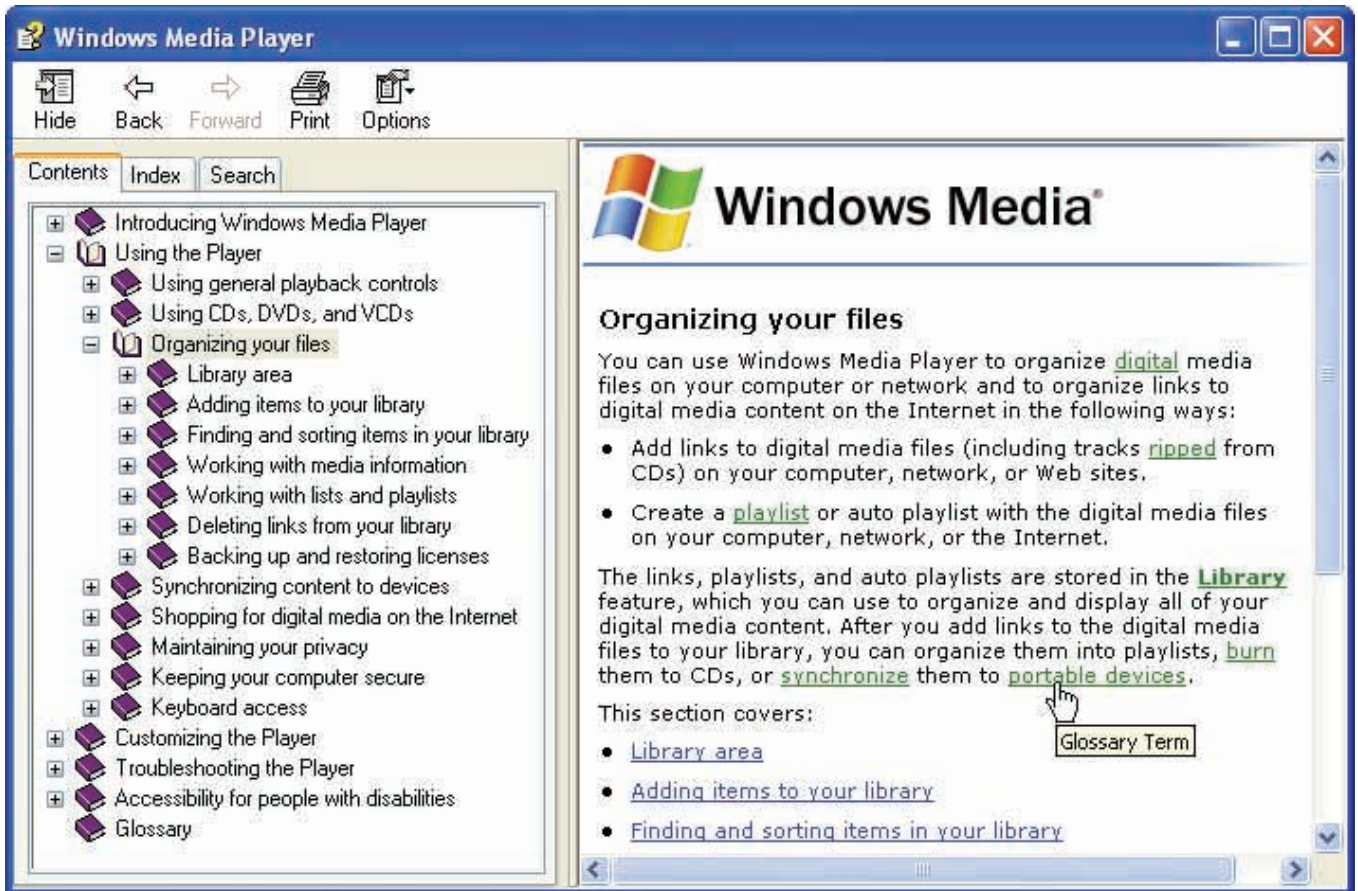 Windows Media Player
Hide Back Forward Print Options
Contents Index Search
Introducing Windows Media Player
Using the Player
Using general playback controls
Using CDs, DVDs, and VCDs
Organizing your files
Library area
Adding items to your library
Finding and sorting items in your library
Working with media information
Working with lists and playlists
Deleting links from your library
Backing up and restoring licenses
Synchronizing content to devices
Shopping for digital media on the Internet
Maintaining your privacy
Keeping your computer secure
Keyboard access
Customizing the Player
Troubleshooting the Player
Accessibility for people with disabilities
Glossary
Windows Media®
Organizing your files
You can use Windows Media Player to organize digital media
files on your computer or network and to organize links to
digital media content on the Internet in the following ways:
• Add links to digital media files (including tracks ripped from
CDs) on your computer, network, or Web sites.
• Create a playlist or auto playlist with the digital media files
on your computer, network, or the Internet.
The links, playlists, and auto playlists are stored in the Library
feature, which you can use to organize and display all of your
digital media content. After you add links to the digital media
files to your library, you can organize them into playlists, burn
them to CDs, or synchronize them to portable devices.
This section covers:
Glossary Term
• Library area
• Adding items to your library
• Finding and sorting items in your library